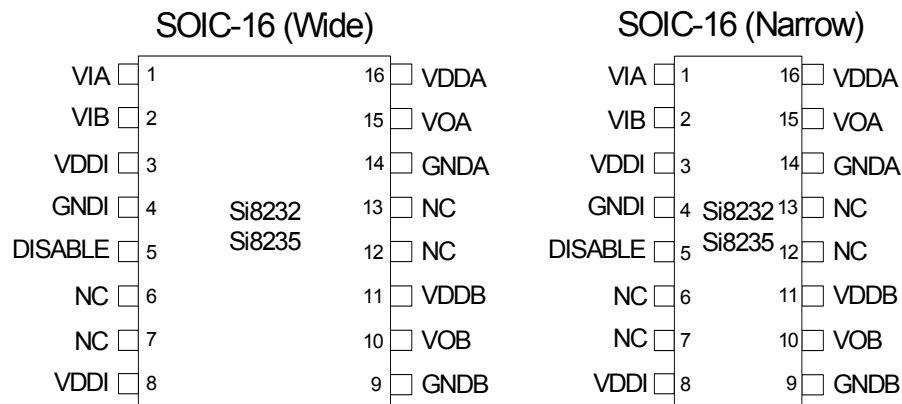 SOIC-16 (Wide)
VIA 1 16 VDDA
VIB 2 15 VOA
VDDI 3 14 GNDA
GNDI 4 Si8232 13 NC
DISABLE 5 Si8235 12 NC
NC 6 11 VDDB
NC 7 10 VOB
VDDI 8 9 GNDB
SOIC-16 (Narrow)
VIA 1 16 VDDA
VIB 2 15 VOA
VDDI 3 14 GNDA
GNDI 4 Si8232 13 NC
DISABLE 5 Si8235 12 NC
NC 6 11 VDDB
NC 7 10 VOB
VDDI 8 9 GNDB